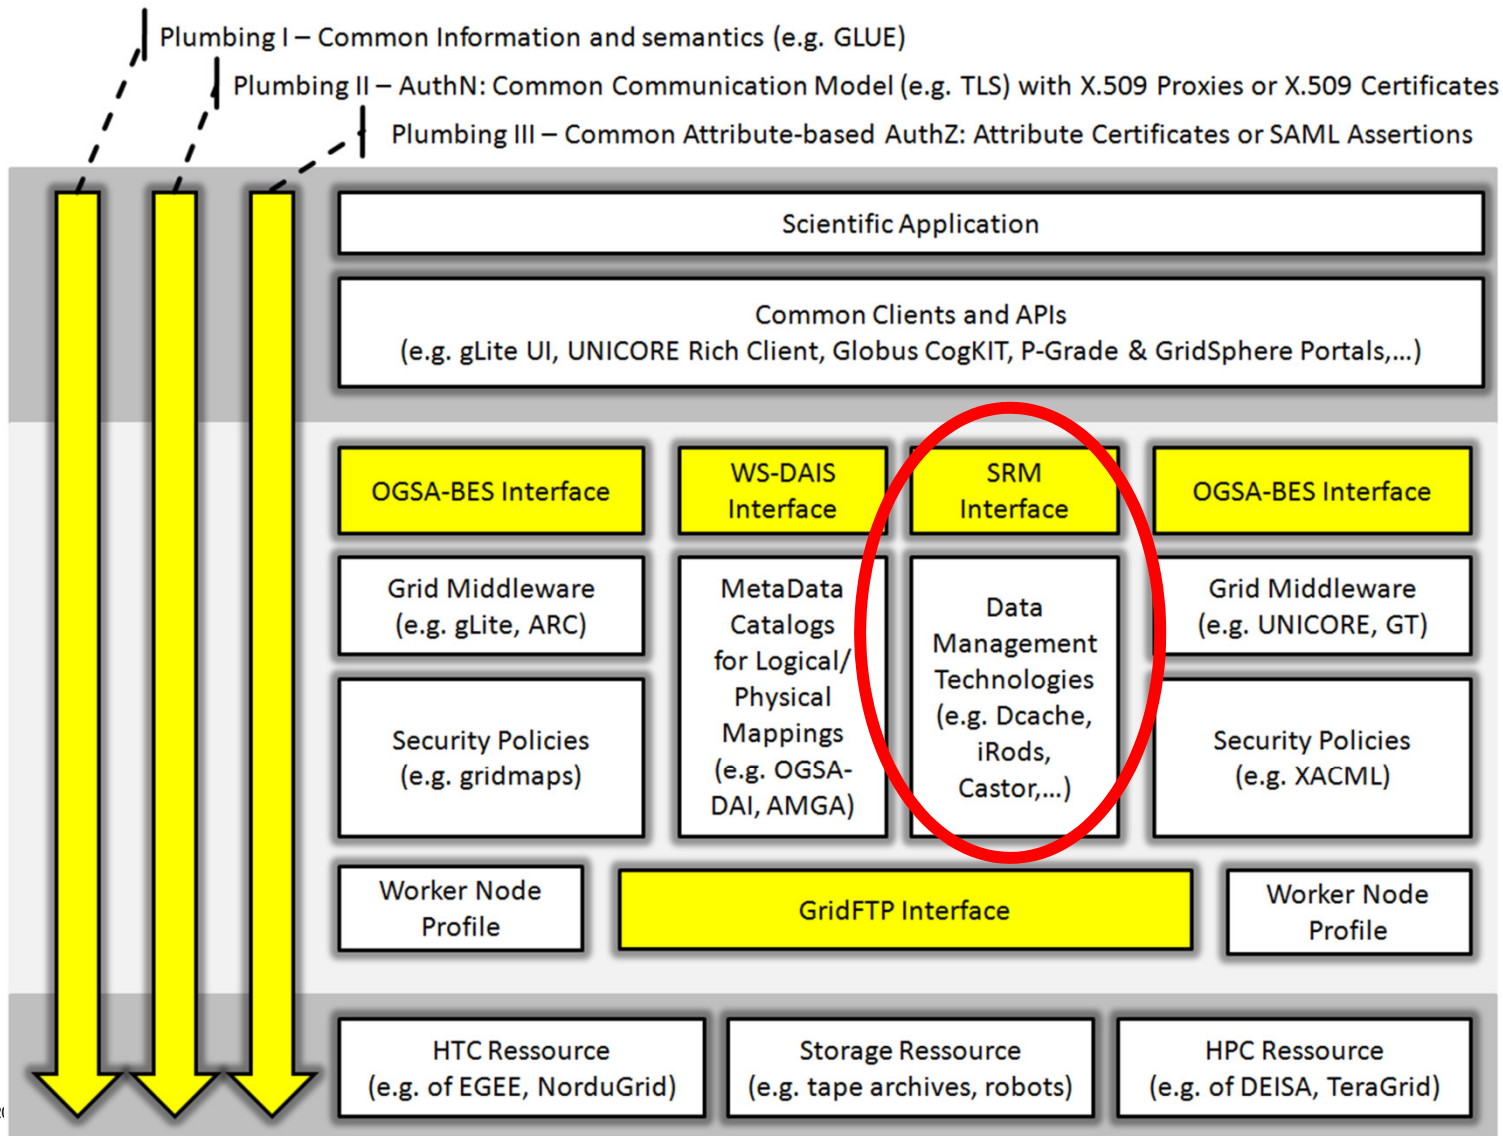 Plumbing I – Common Information and semantics (e.g. GLUE)
Plumbing II – AuthN: Common Communication Model (e.g. TLS) with X.509 Proxies or X.509 Certificates
Plumbing III – Common Attribute-based AuthZ: Attribute Certificates or SAML Assertions
Scientific Application
Common Clients and APIs
(e.g. gLite UI, UNICORE Rich Client, Globus CogKIT, P-Grade & GridSphere Portals,...)
OGSA-BES Interface
WS-DAIS
Interface
SRM
Interface
OGSA-BES Interface
Grid Middleware
(e.g. gLite, ARC)
MetaData
Catalogs
for Logical/
Physical
Mappings
(e.g. OGSA-
DAI, AMGA)
Data
Management
Technologies
(e.g. Dcache,
iRods,
Castor,...)
Grid Middleware
(e.g. UNICORE, GT)
Security Policies
(e.g. gridmaps)
Security Policies
(e.g. XACML)
Worker Node
Profile
GridFTP Interface
Worker Node
Profile
HTC Ressource
(e.g. of EGEE, NorduGrid)
Storage Ressource
(e.g. tape archives, robots)
HPC Ressource
(e.g. of DEISA, TeraGrid)